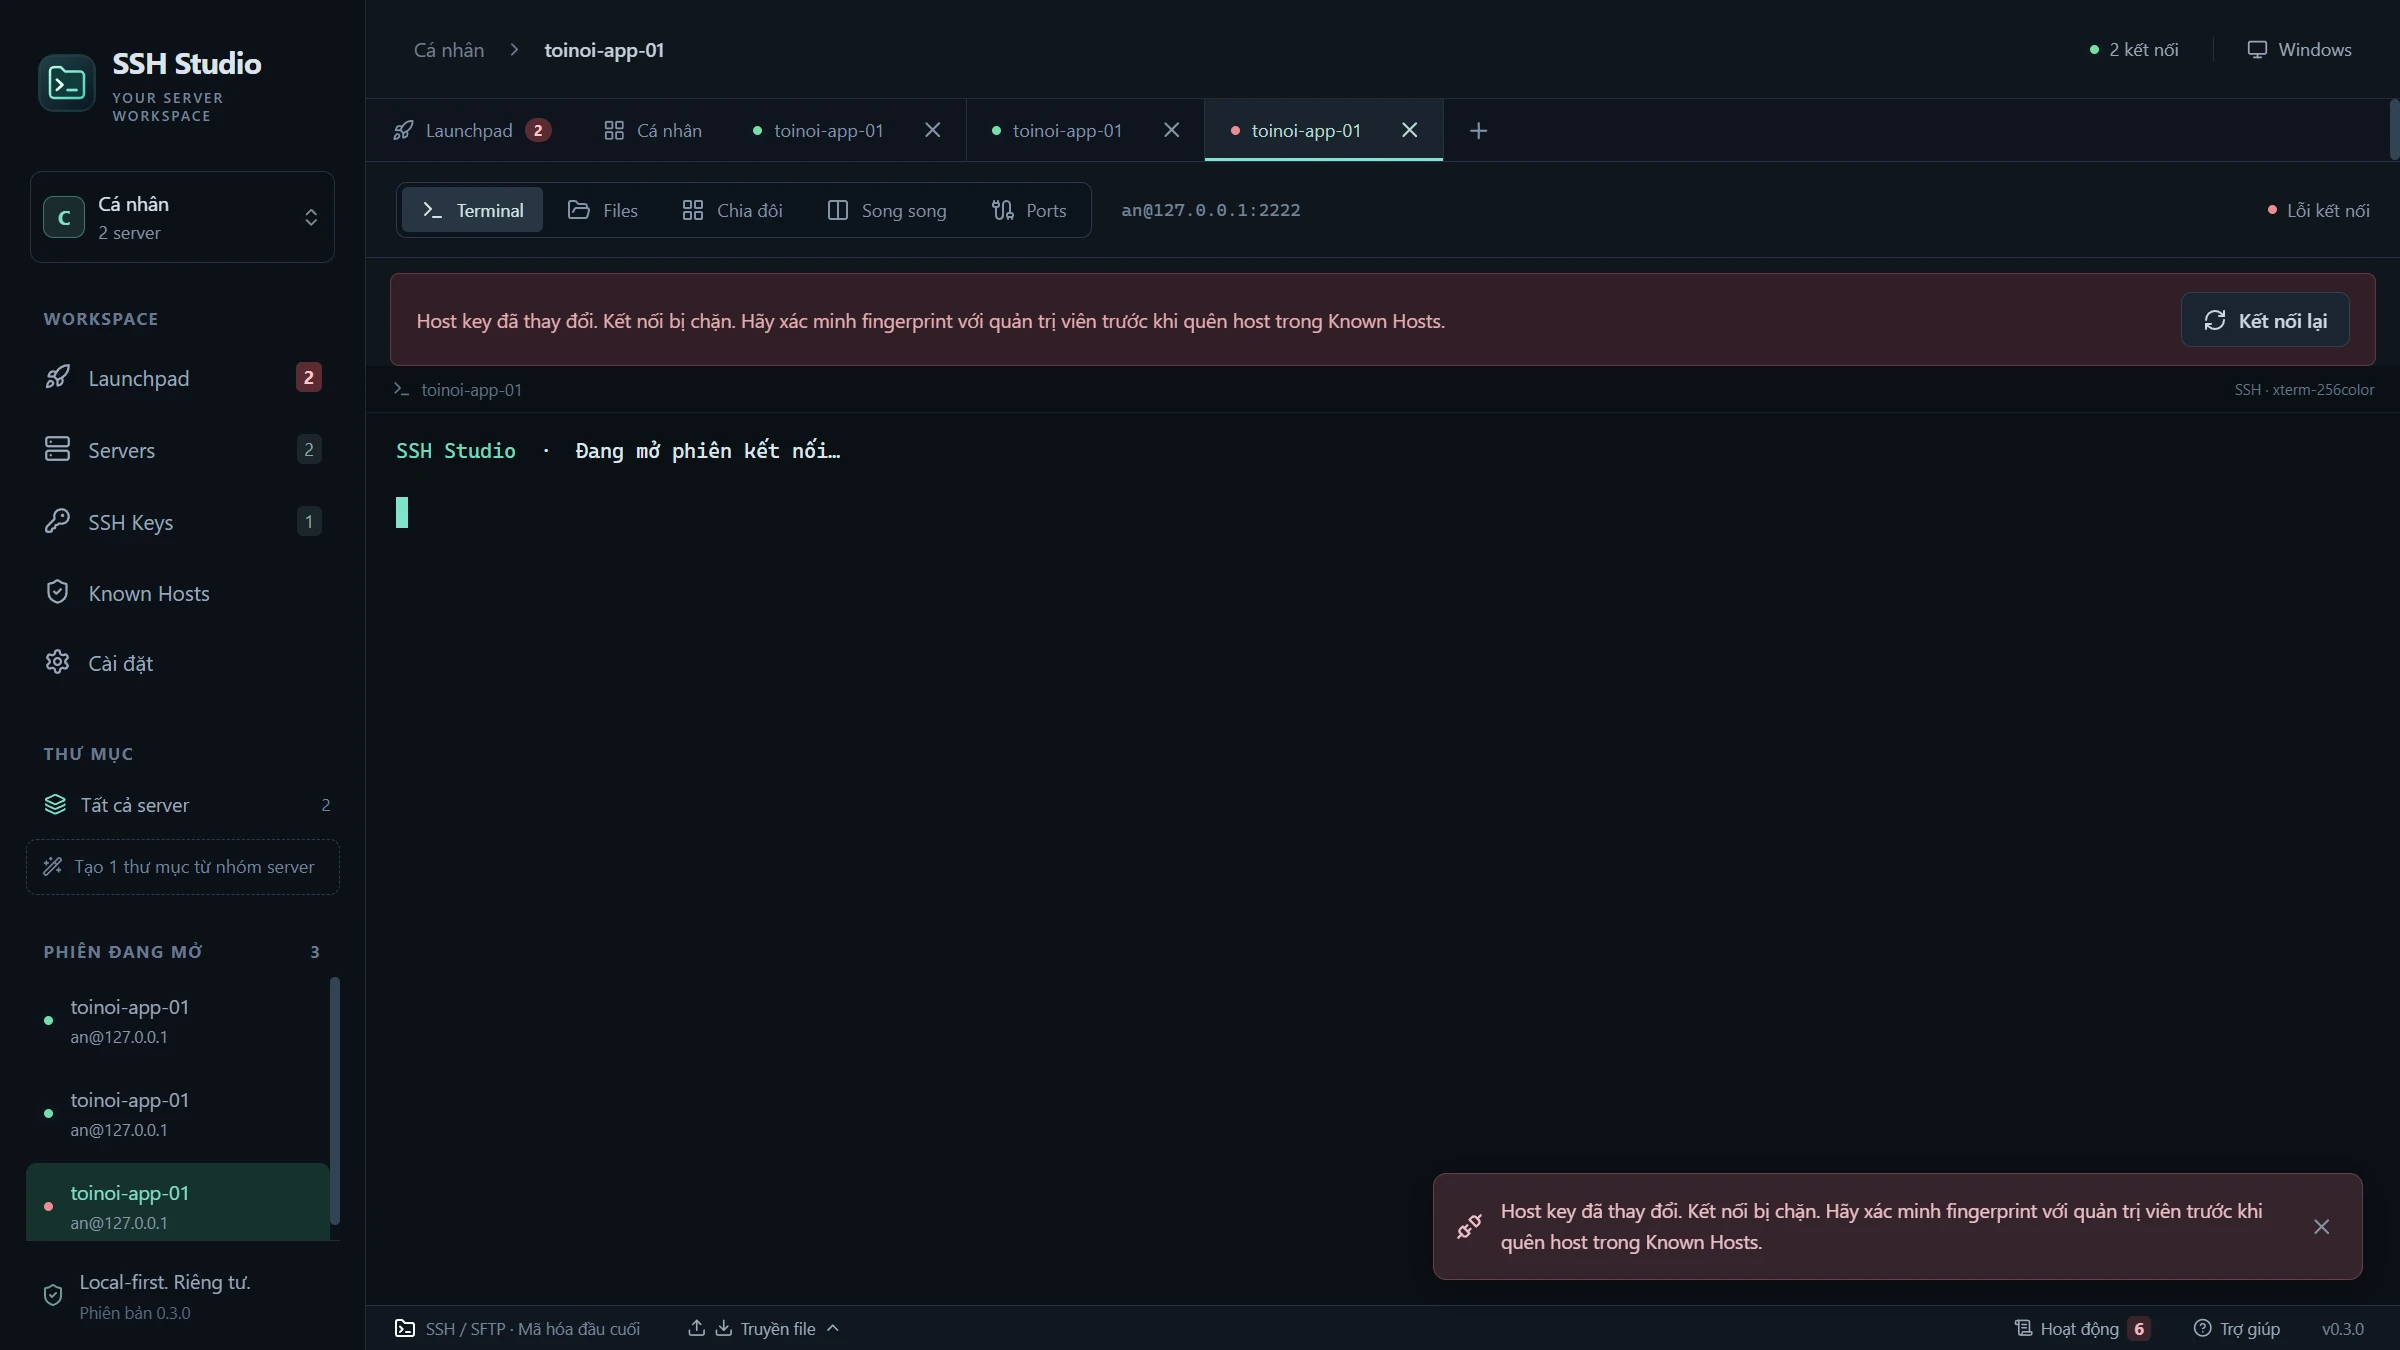 SSH Studio
YOUR SERVER
WORKSPACE
C
Cá nhân
2 server
WORKSPACE
Launchpad 2
Servers 2
SSH Keys 1
Known Hosts
Cài đặt
THƯ MỤC
Tất cả server 2
Tạo 1 thư mục từ nhóm server
PHIÊN ĐANG MỞ 3
toinoi-app-01
an@127.0.0.1
toinoi-app-01
an@127.0.0.1
toinoi-app-01
an@127.0.0.1
Local-first. Riêng tư.
Phiên bản 0.3.0
Cá nhân toinoi-app-01
2 kết nối Windows
Launchpad 2 Cá nhân toinoi-app-01 toinoi-app-01 toinoi-app-01
Terminal Files Chia đôi Song song Ports an@127.0.0.1:2222 Lỗi kết nối
Host key đã thay đổi. Kết nối bị chặn. Hãy xác minh fingerprint với quản trị viên trước khi quên host trong Known Hosts. Kết nối lại
toinoi-app-01 SSH · xterm-256color
SSH Studio · Đang mở phiên kết nối…
Host key đã thay đổi. Kết nối bị chặn. Hãy xác minh fingerprint với quản trị viên trước khi
quên host trong Known Hosts.
SSH / SFTP · Mã hóa đầu cuối Truyền file Hoạt động 6 Trợ giúp v0.3.0